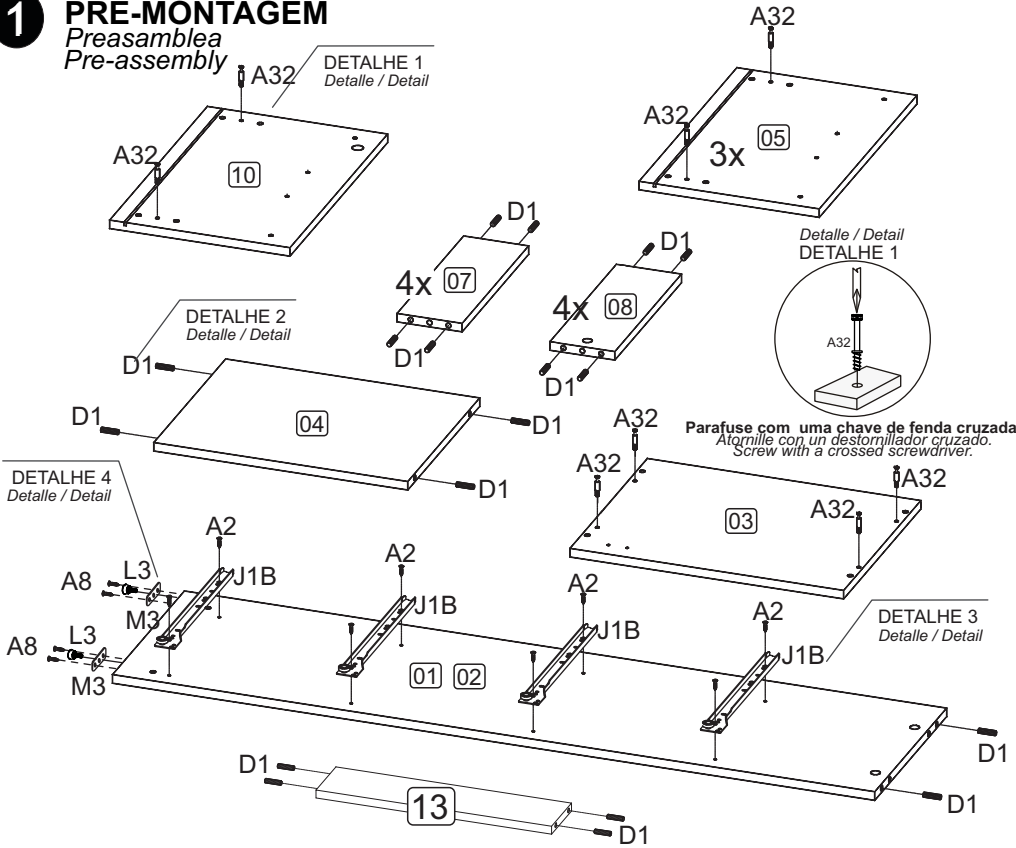 1 PRÉ-MONTAGEM
Preasamblea
Pre-assembly
A32
DETALHE 1
Detalle / Detail
A32
10
A32
A32
05
3x
D1
4x
07
D1
D1
4x
08
D1
Detalle / Detail
DETALHE 1
A32
Parafuse com uma chave de fenda cruzada
Atornille con un destornillador cruzado.
Screw with a crossed screwdriver.
DETALHE 2
Detalle / Detail
D1
D1
04
D1
D1
A32
A32
A32
A32
03
DETALHE 4
Detalle / Detail
A8
L3
M3
A8
L3
M3
A2
J1B
A2
J1B
A2
J1B
A2
J1B
DETALHE 3
Detalle / Detail
01 02
D1
D1
D1
13
D1